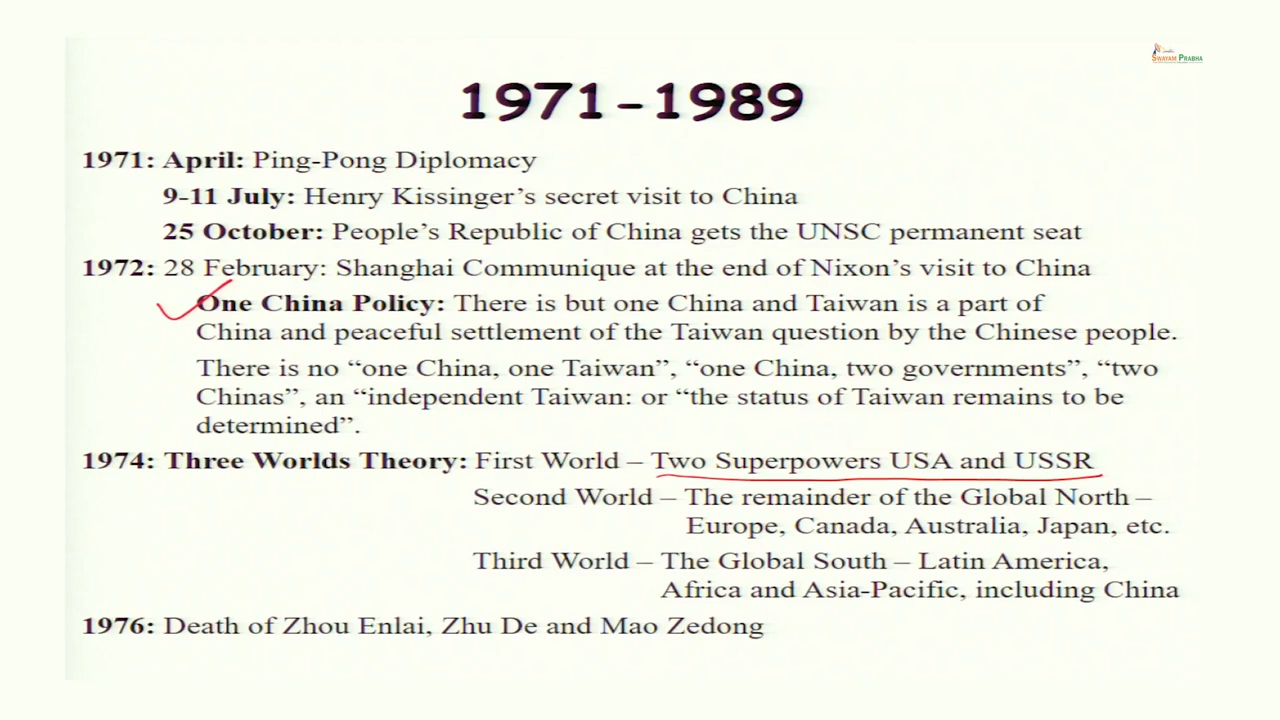 SWAYAM PRABHA
1971-1989
1971: April: Ping-Pong Diplomacy
9-11 July: Henry Kissinger's secret visit to China
25 October: People's Republic of China gets the UNSC permanent seat
1972: 28 February: Shanghai Communique at the end of Nixon's visit to China
One China Policy: There is but one China and Taiwan is a part of
China and peaceful settlement of the Taiwan question by the Chinese people.
There is no “one China, one Taiwan”, “one China, two governments”, “two
Chinas”, an “independent Taiwan: or “the status of Taiwan remains to be
determined”.
1974: Three Worlds Theory: First World – Two Superpowers USA and USSR
Second World – The remainder of the Global North –
Europe, Canada, Australia, Japan, etc.
Third World – The Global South – Latin America,
Africa and Asia-Pacific, including China
1976: Death of Zhou Enlai, Zhu De and Mao Zedong